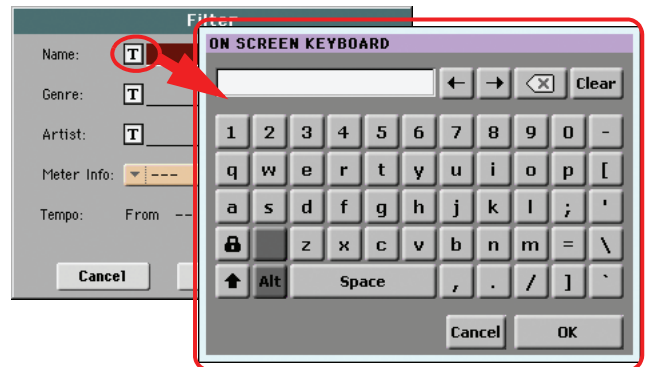 Filter
Name: T
Genre: T
Artist: T
Meter Info: ---
Tempo: From --
Cancel
ON SCREEN KEYBOARD
← → ⌫ Clear
1 2 3 4 5 6 7 8 9 0 -
q w e r t y u i o p [
a s d f g h j k l ; '
z x c v b n m = \
Alt Space , . / ] `
Cancel OK